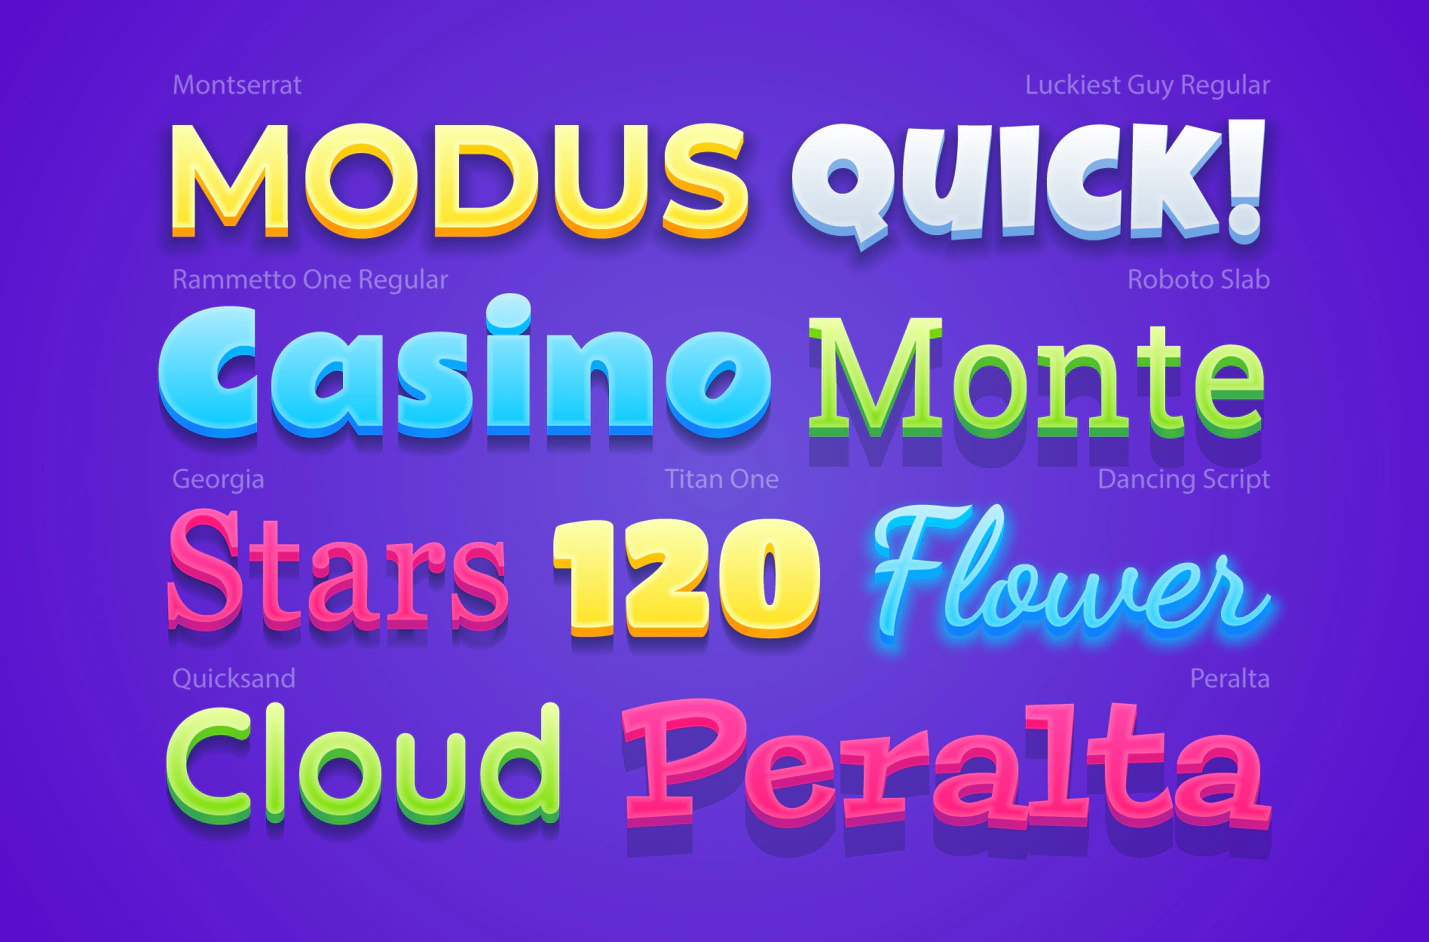 Montserrat Luckiest Guy Regular
MODUS QUICK!
Rammetto One Regular Roboto Slab
Casino Monte
Georgia Titan One Dancing Script
Stars 120 Flower
Quicksand Peralta
Cloud Peralta